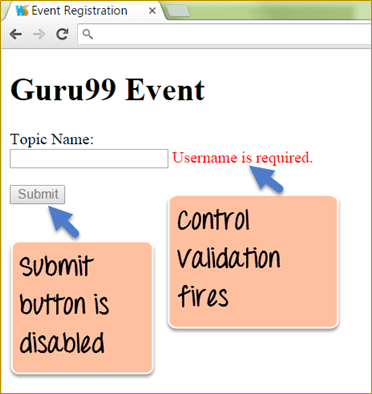 Event Registration
Guru99 Event
Topic Name:
Username is required.
Submit
Control
validation
fires
Submit
button is
disabled